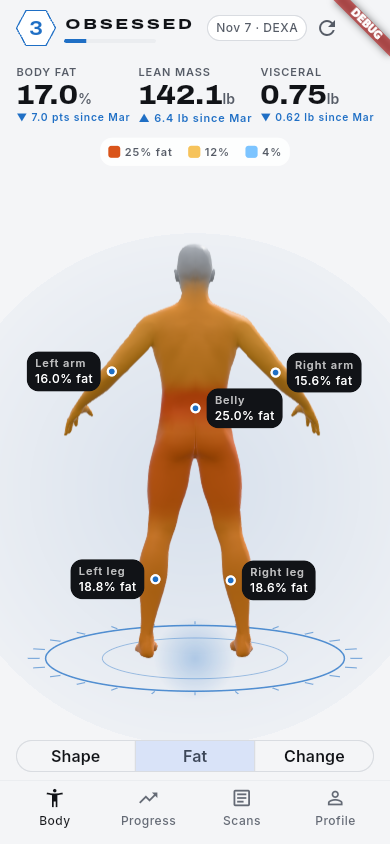 3 OBSESSED
Nov 7 · DEXA
DEBUG
BODY FAT
17.0%
▼ 7.0 pts since Mar
LEAN MASS
142.1lb
▲ 6.4 lb since Mar
VISCERAL
0.75lb
▼ 0.62 lb since Mar
25% fat
12%
4%
Left arm
16.0% fat
Right arm
15.6% fat
Belly
25.0% fat
Left leg
18.8% fat
Right leg
18.6% fat
Shape
Fat
Change
Body
Progress
Scans
Profile